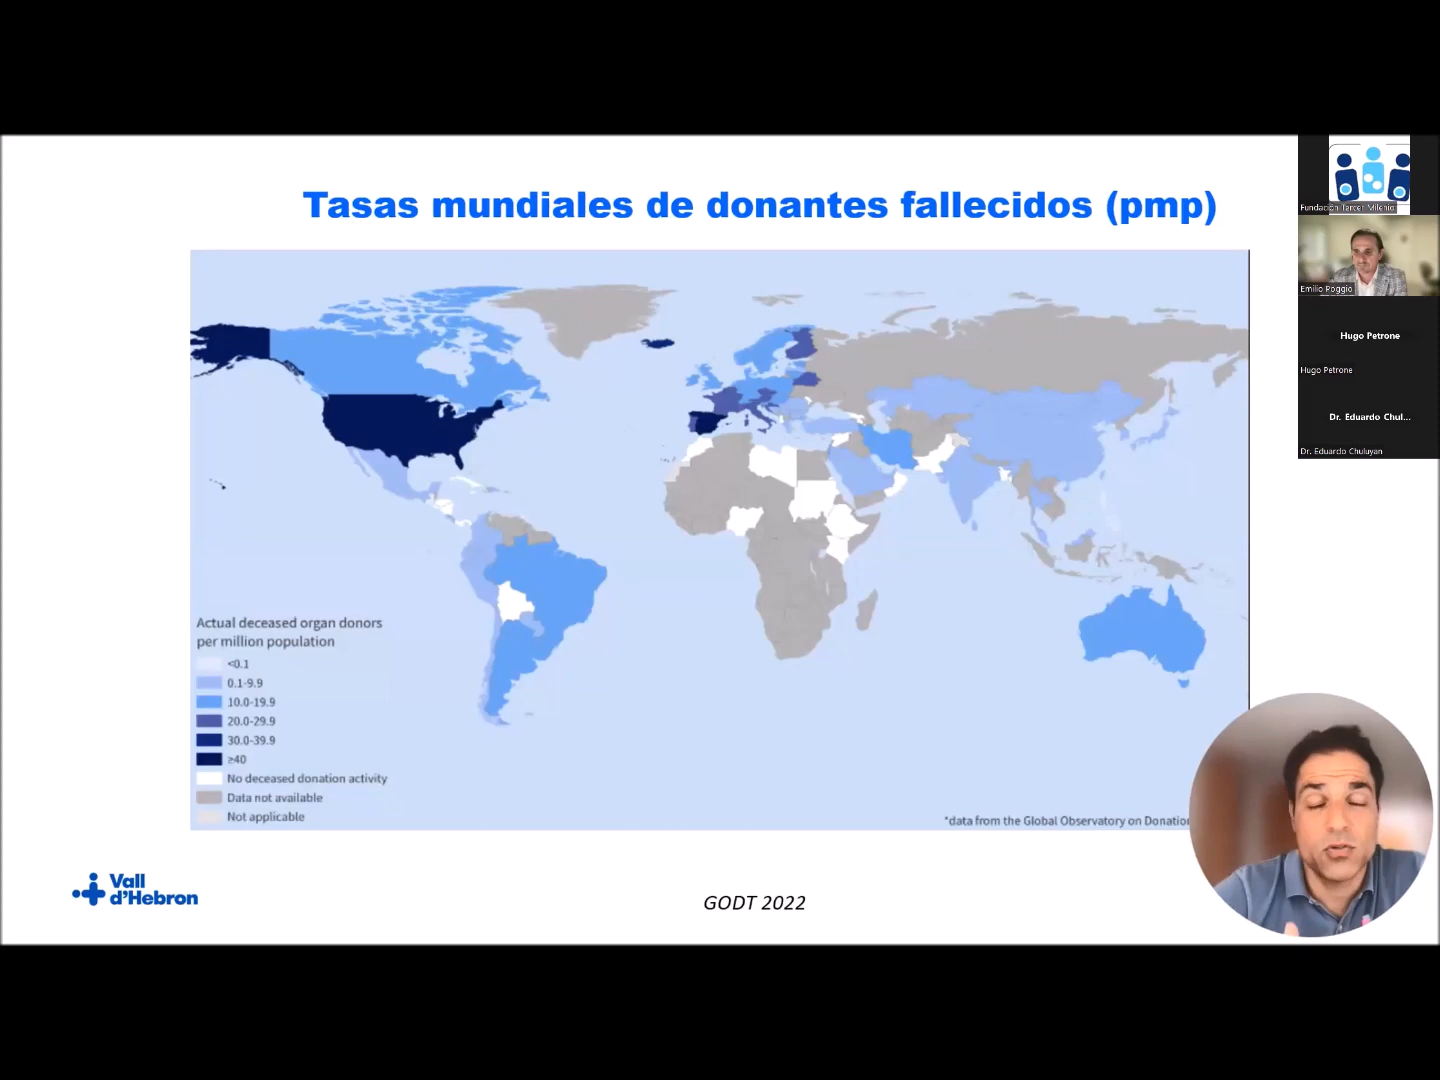 Tasas mundiales de donantes fallecidos (pmp)
Actual deceased organ donors
per million population
<0.1
0.1-9.9
10.0-19.9
20.0-29.9
30.0-39.9
≥40
No deceased donation activity
Data not available
Not applicable
*data from the Global Observatory on Donation
Vall
d'Hebron
GODT 2022
Fundación Tercer Milenio
Emilio Poggio
Hugo Petrone
Hugo Petrone
Dr. Eduardo Chul...
Dr. Eduardo Chuluyan